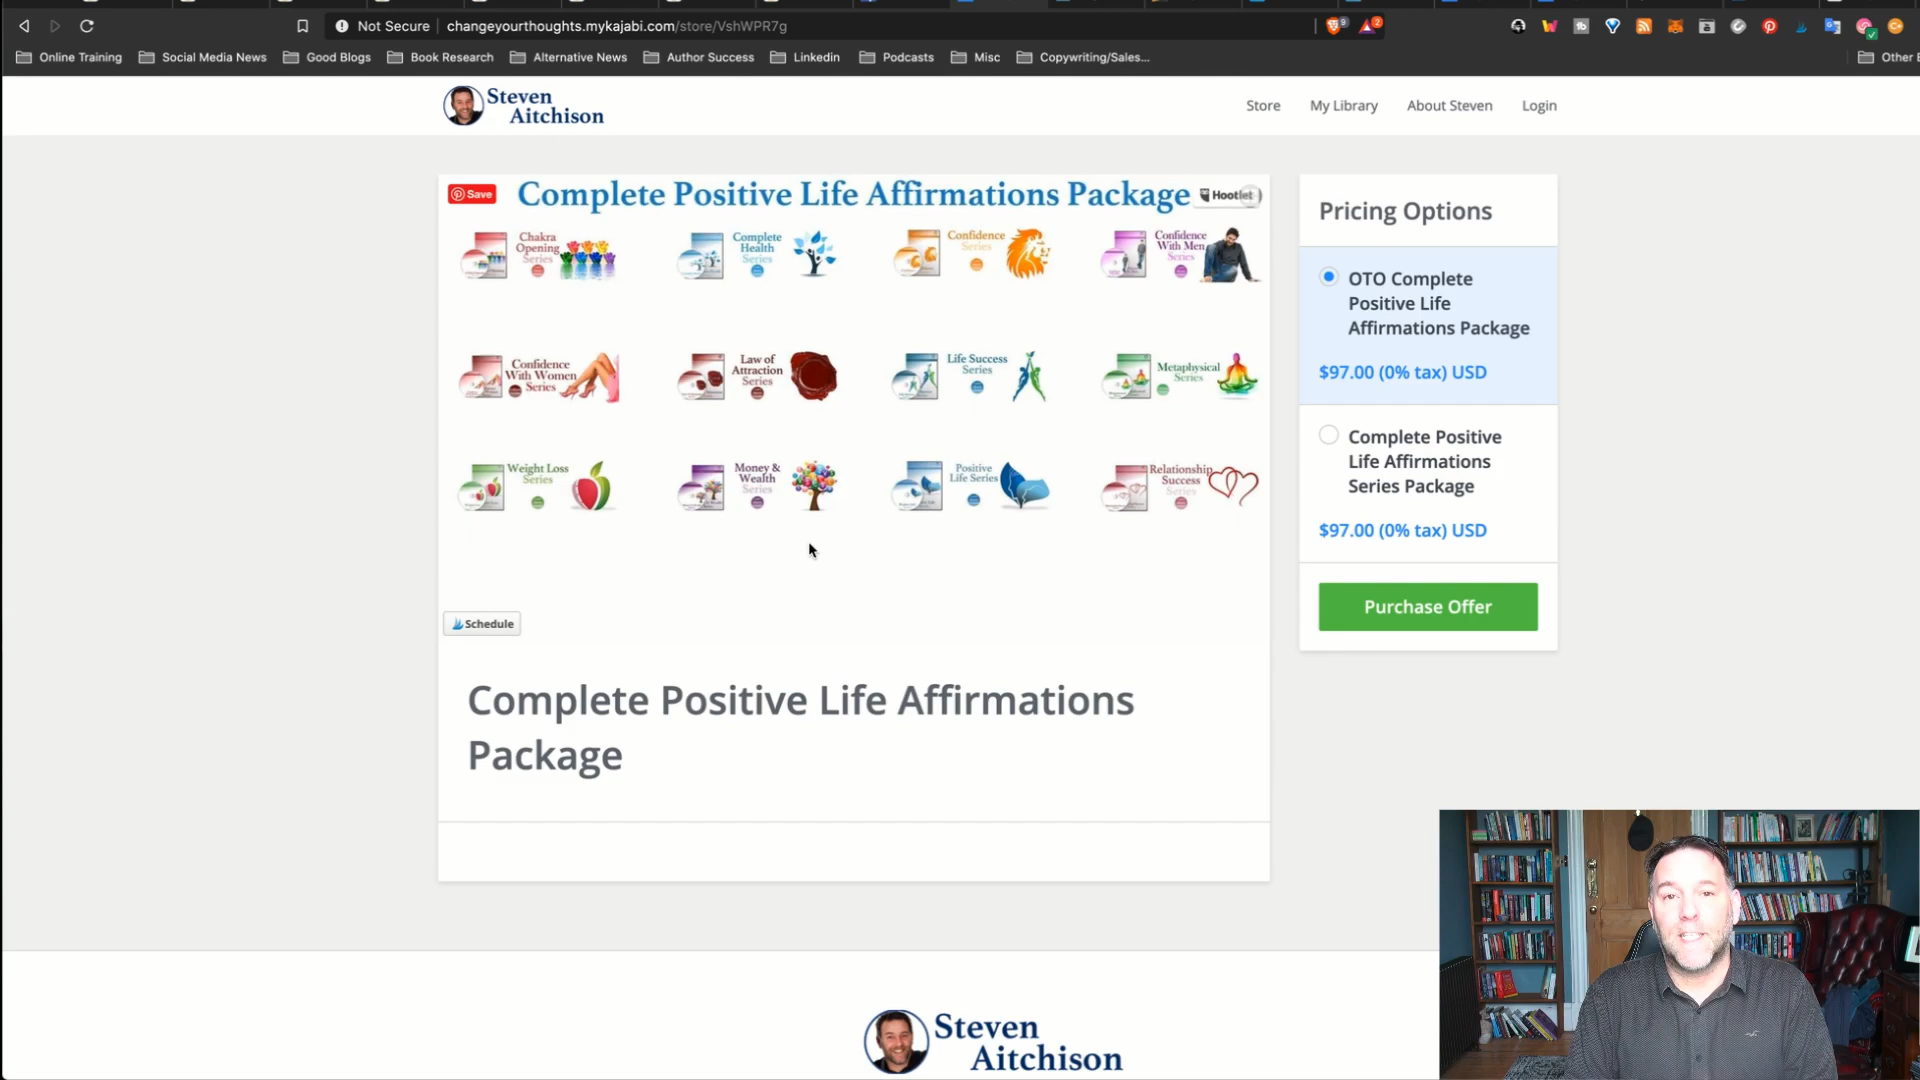 Not Secure
changeyourthoughts.mykajabi.com/store/VshWPR7g
9
2
Online Training
Social Media News
Good Blogs
Book Research
Alternative News
Author Success
Linkedin
Podcasts
Misc
Copywriting/Sales...
Other B
Steven
Aitchison
Store
My Library
About Steven
Login
Save
Complete Positive Life Affirmations Package
Hootlet
Chakra
Opening
Series
Complete
Health
Series
Confidence
Series
Confidence
With Men
Series
Confidence
With Women
Series
Law of
Attraction
Series
Life Success
Series
Metaphysical
Series
Weight Loss
Series
Money &
Wealth
Series
Positive
Life Series
Relationship
Success
Series
Schedule
Complete Positive Life Affirmations
Package
Pricing Options
OTO Complete
Positive Life
Affirmations Package
$97.00 (0% tax) USD
Complete Positive
Life Affirmations
Series Package
$97.00 (0% tax) USD
Purchase Offer
Steven
Aitchison